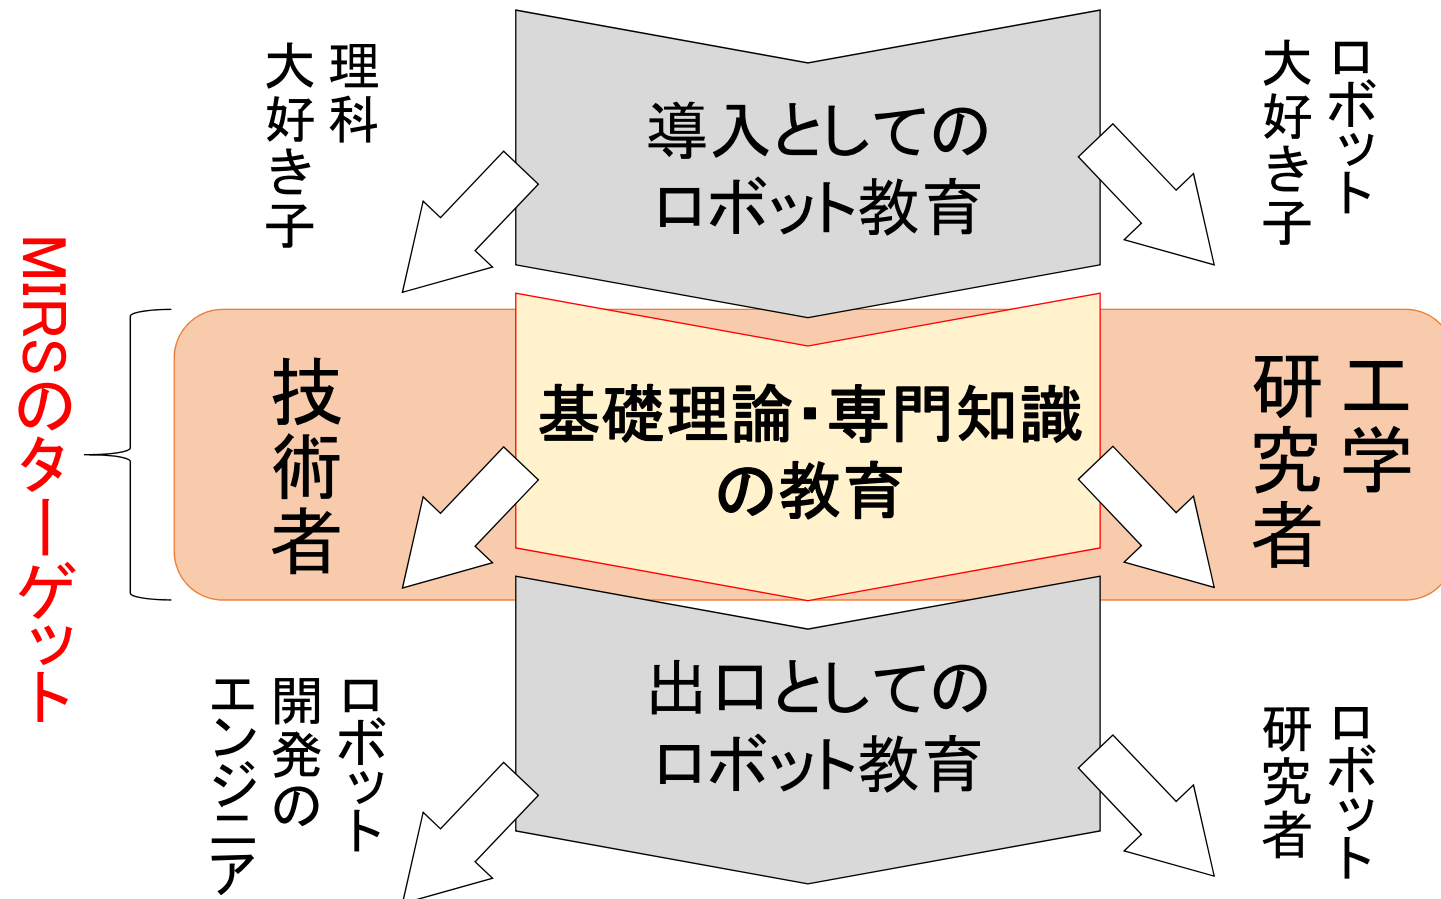 理科
大好き子
導入としての
ロボット教育
ロボット
大好き子
MIRSのターゲット
技術者
基礎理論・専門知識
の教育
工学
研究者
ロボット
開発の
エンジニア
出口としての
ロボット教育
ロボット
研究者